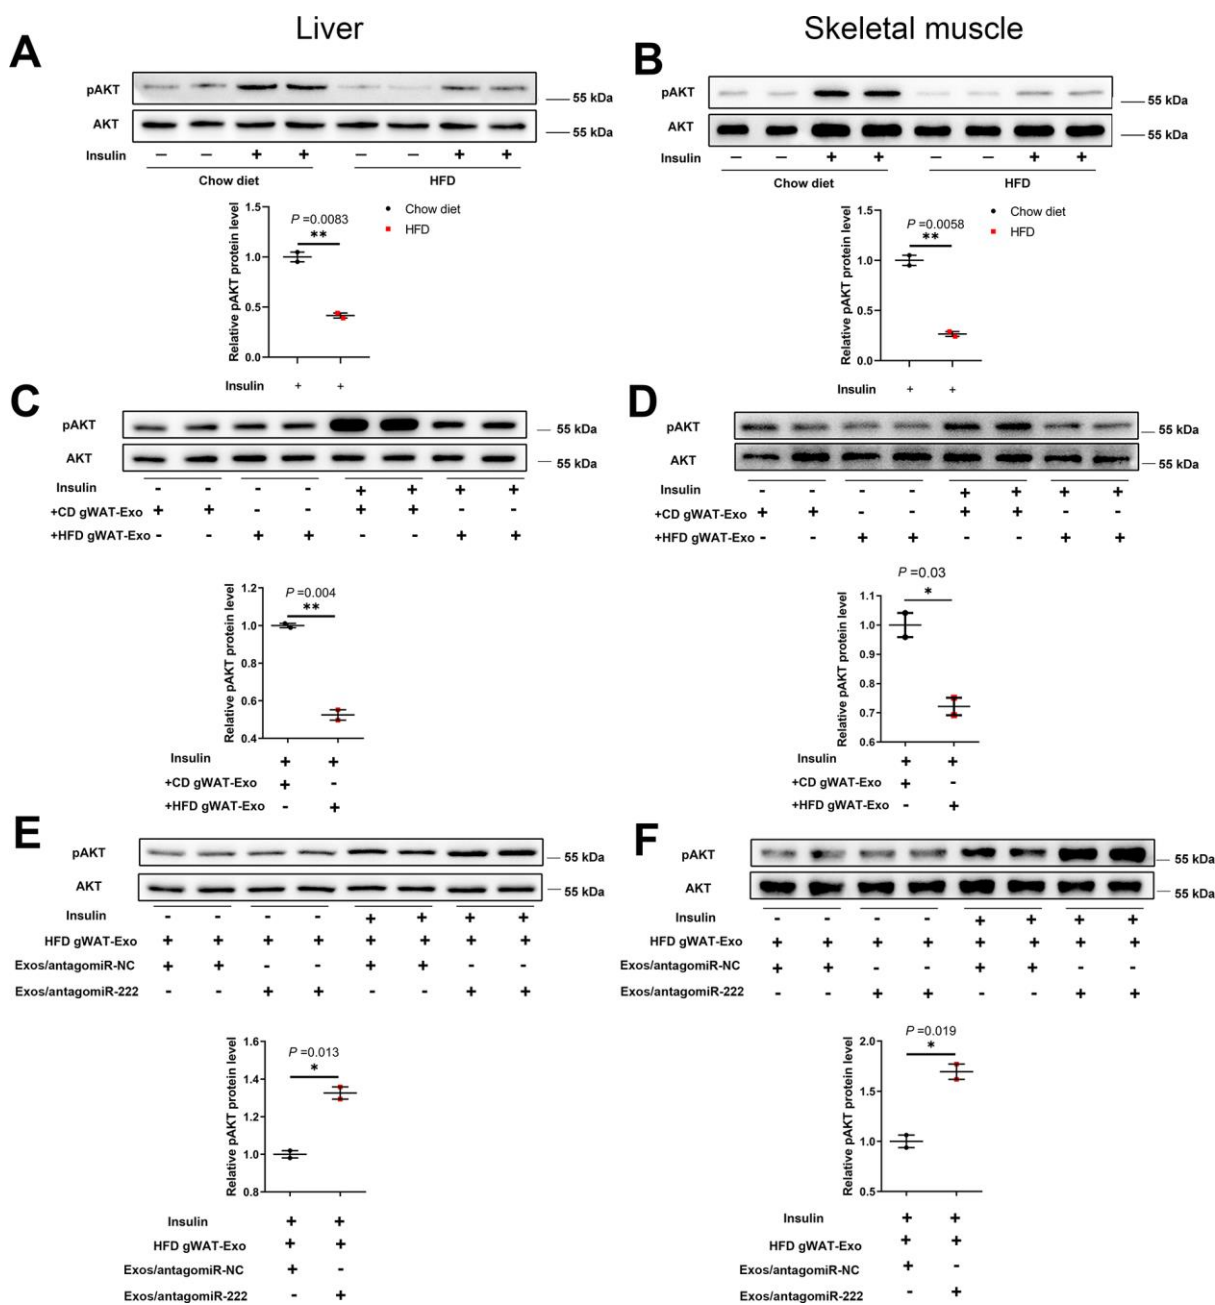 Liver
Skeletal muscle
A
pAKT
55 kDa
AKT
55 kDa
Insulin − − + + − − + +
Chow diet HFD
P =0.0083
**
Chow diet
HFD
Relative pAKT protein level
1.5
1.0
0.5
0.0
Insulin + +
B
pAKT
55 kDa
AKT
55 kDa
Insulin − − + + − − + +
Chow diet HFD
P =0.0058
**
Chow diet
HFD
Relative pAKT protein level
1.5
1.0
0.5
0.0
Insulin + +
C
pAKT
55 kDa
AKT
55 kDa
Insulin - - - - + + + +
+CD gWAT-Exo + + - - + + - -
+HFD gWAT-Exo - - + + - - + +
P =0.004
**
Relative pAKT protein level
1.2
1.0
0.8
0.6
0.4
Insulin + +
+CD gWAT-Exo + -
+HFD gWAT-Exo - +
D
pAKT
55 kDa
AKT
55 kDa
Insulin - - - - + + + +
+CD gWAT-Exo + + - - + + - -
+HFD gWAT-Exo - - + + - - + +
P =0.03
*
Relative pAKT protein level
1.1
1.0
0.9
0.8
0.7
0.6
Insulin + +
+CD gWAT-Exo + -
+HFD gWAT-Exo - +
E
pAKT
55 kDa
AKT
55 kDa
Insulin - - - - + + + +
HFD gWAT-Exo + + + + + + + +
Exos/antagomiR-NC + + - - + + - -
Exos/antagomiR-222 - - + + - - + +
P =0.013
*
Relative pAKT protein level
1.6
1.4
1.2
1.0
0.8
Insulin + +
HFD gWAT-Exo + +
Exos/antagomiR-NC + -
Exos/antagomiR-222 - +
F
pAKT
55 kDa
AKT
55 kDa
Insulin - - - - + + + +
HFD gWAT-Exo + + + + + + + +
Exos/antagomiR-NC + + - - + + - -
Exos/antagomiR-222 - - + + - - + +
P =0.019
*
Relative pAKT protein level
2.0
1.5
1.0
0.5
Insulin + +
HFD gWAT-Exo + +
Exos/antagomiR-NC + -
Exos/antagomiR-222 - +